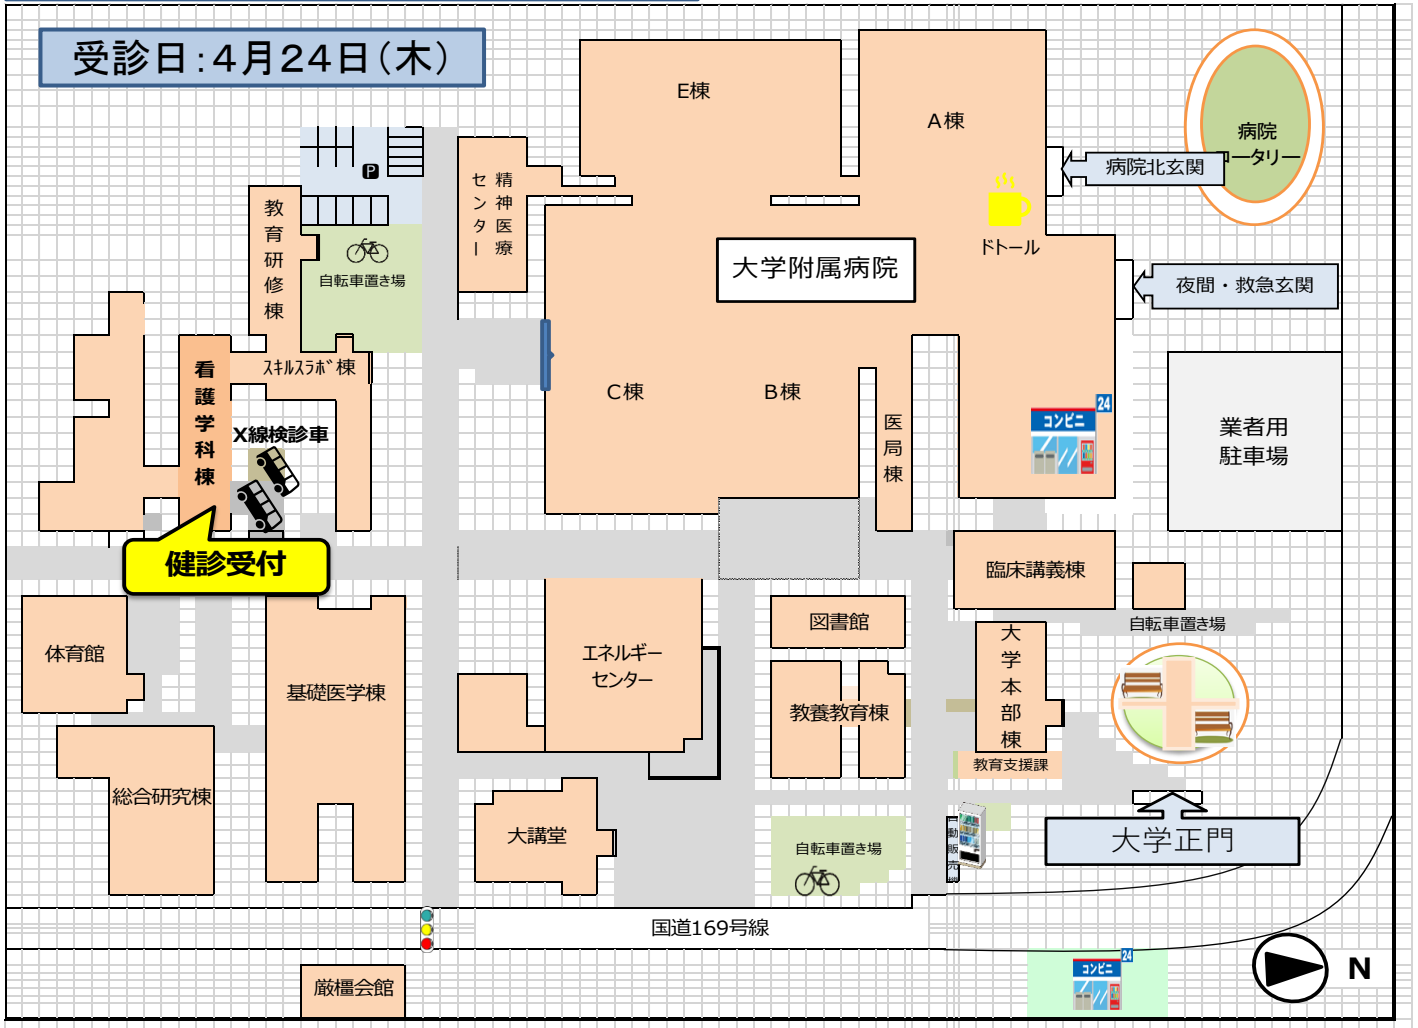 受診日:4月24日(木)
E棟
A棟
病院
ロータリー
病院北玄関
P
精神医療
センター
教育研修棟
自転車置き場
ドトール
大学附属病院
夜間・救急玄関
看護学科棟
スキルスラボ棟
X線検診車
C棟
B棟
医局棟
24
コンビニ
業者用
駐車場
健診受付
臨床講義棟
自転車置き場
図書館
大学本部棟
体育館
基礎医学棟
エネルギー
センター
教養教育棟
教育支援課
総合研究棟
大講堂
自転車置き場
大学正門
国道169号線
厳橿会館
24
コンビニ
N